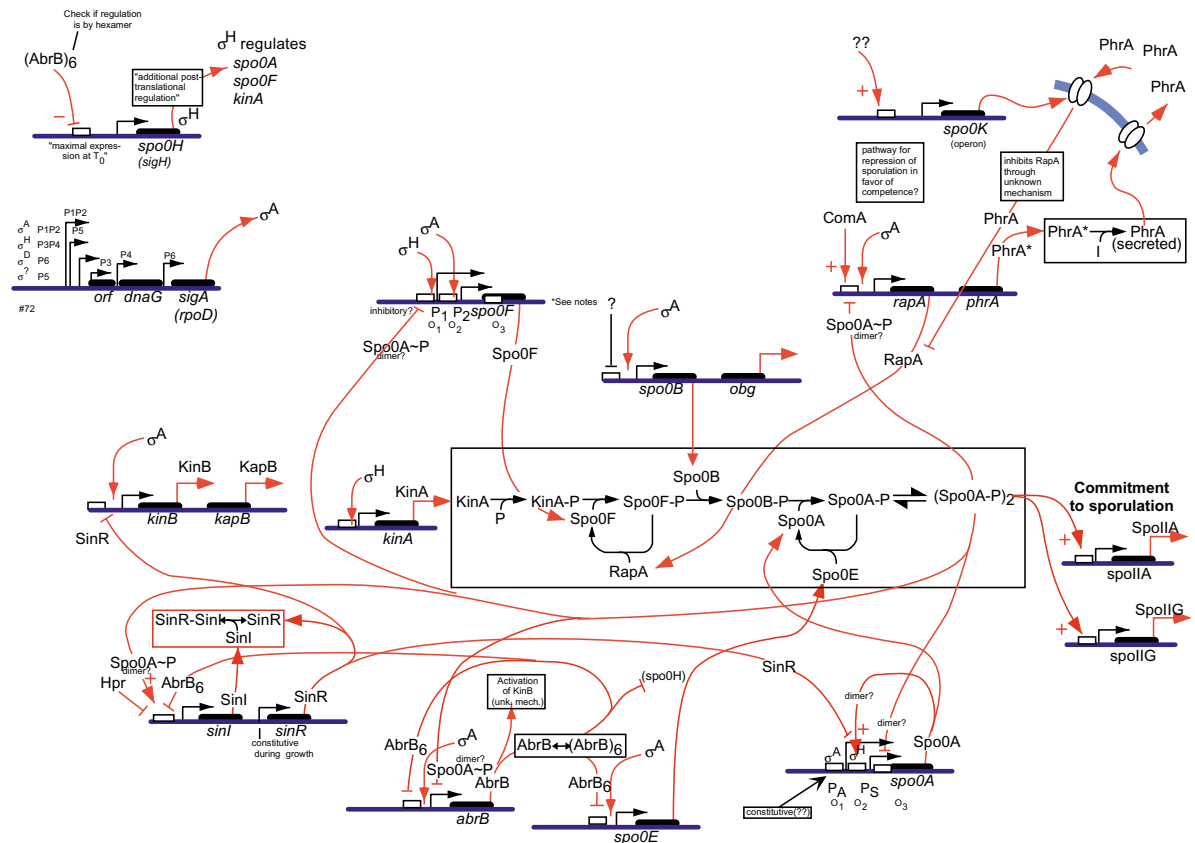 Check if regulation
is by hexamer
(AbrB)6
σH regulates
spo0A
spo0F
kinA
"additional post-
translational
regulation"
σH
–
"maximal expres-
sion at T0"
spo0H
(sigH)
σA P1P2
σH P3P4
σD P6
σ? P5
P1P2
P5
P3
P4
P6
σA
orf
dnaG
sigA
(rpoD)
#72
σH
σA
inhibitory?
P1
P2
spo0F
O1
O2
O3
*See notes
Spo0A~P
dimer?
Spo0F
?
σA
spo0B
obg
??
+
spo0K
(operon)
PhrA
PhrA
PhrA
pathway for
repression of
sporulation in
favor of
competence?
inhibits RapA
through
unknown
mechanism
ComA
σA
+
PhrA
PhrA*
PhrA*
PhrA
(secreted)
rapA
phrA
Spo0A~P
dimer?
RapA
σA
KinB
KapB
kinB
kapB
SinR
σH
KinA
kinA
Spo0B
KinA
P
KinA-P
Spo0F
Spo0F-P
Spo0B-P
Spo0A
Spo0A-P
(Spo0A-P)2
RapA
Spo0E
Commitment
to sporulation
+
SpoIIA
spoIIA
+
SpoIIG
spoIIG
SinR-SinI
SinR
SinI
Spo0A~P
dimer?
+
Hpr
AbrB6
SinI
SinR
sinI
sinR
constitutive
during growth
Activation
of KinB
(unk. mech.)
(spo0H)
AbrB6
σA
dimer?
Spo0A~P
AbrB
AbrB
(AbrB)6
abrB
AbrB6
σA
spo0E
SinR
dimer?
+
dimer?
Spo0A
σA
σH
spo0A
PA
PS
O1
O2
O3
constitutive(??)